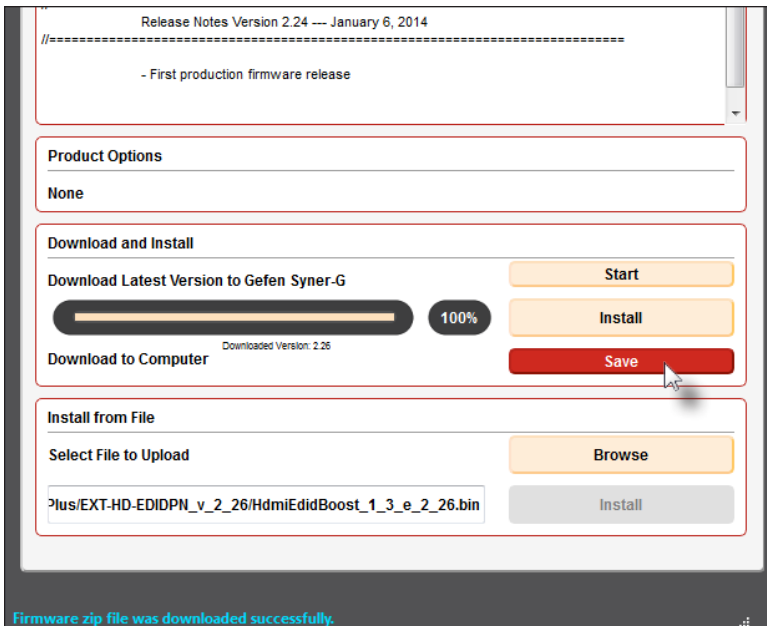 //
Release Notes Version 2.24 --- January 6, 2014
//=============================================================================
- First production firmware release
Product Options
None
Download and Install
Download Latest Version to Gefen Syner-G
Start
100%
Install
Downloaded Version: 2.26
Download to Computer
Save
Install from File
Select File to Upload
Browse
Plus/EXT-HD-EDIDPN_v_2_26/HdmiEdidBoost_1_3_e_2_26.bin
Install
Firmware zip file was downloaded successfully.